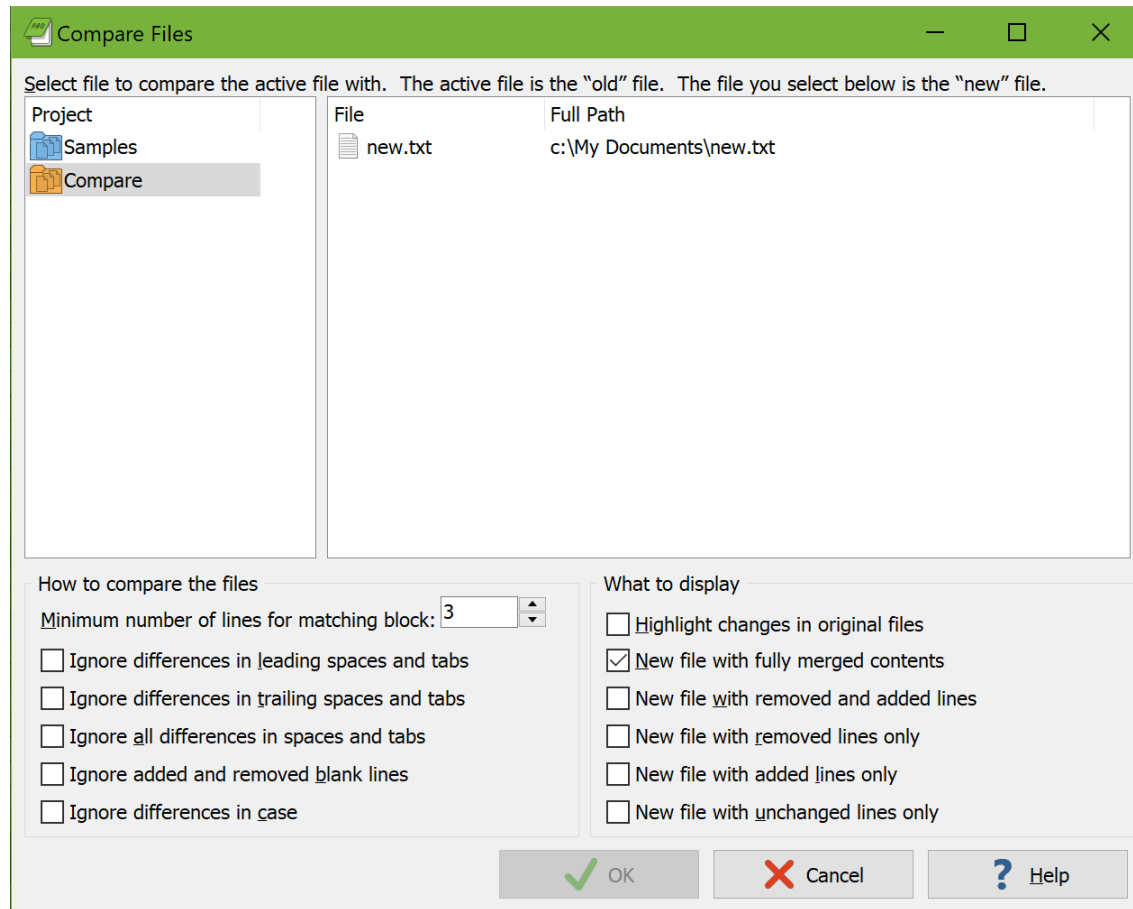 Compare Files
Select file to compare the active file with.  The active file is the “old” file.  The file you select below is the “new” file.
Project
File Full Path
Samples
new.txt c:\My Documents\new.txt
Compare
How to compare the files
Minimum number of lines for matching block: 3
Ignore differences in leading spaces and tabs
Ignore differences in trailing spaces and tabs
Ignore all differences in spaces and tabs
Ignore added and removed blank lines
Ignore differences in case
What to display
Highlight changes in original files
New file with fully merged contents
New file with removed and added lines
New file with removed lines only
New file with added lines only
New file with unchanged lines only
OK
Cancel
? Help